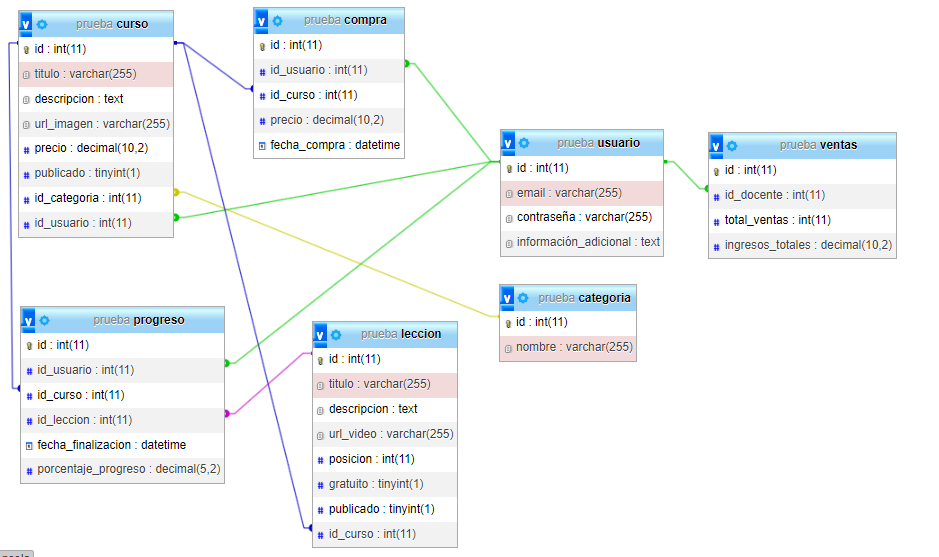 prueba curso
id : int(11)
titulo : varchar(255)
descripcion : text
url_imagen : varchar(255)
precio : decimal(10,2)
publicado : tinyint(1)
id_categoria : int(11)
id_usuario : int(11)
prueba compra
id : int(11)
id_usuario : int(11)
id_curso : int(11)
precio : decimal(10,2)
fecha_compra : datetime
prueba usuario
id : int(11)
email : varchar(255)
contraseña : varchar(255)
información_adicional : text
prueba ventas
id : int(11)
id_docente : int(11)
total_ventas : int(11)
ingresos_totales : decimal(10,2)
prueba categoria
id : int(11)
nombre : varchar(255)
prueba progreso
id : int(11)
id_usuario : int(11)
id_curso : int(11)
id_leccion : int(11)
fecha_finalizacion : datetime
porcentaje_progreso : decimal(5,2)
prueba leccion
id : int(11)
titulo : varchar(255)
descripcion : text
url_video : varchar(255)
posicion : int(11)
gratuito : tinyint(1)
publicado : tinyint(1)
id_curso : int(11)